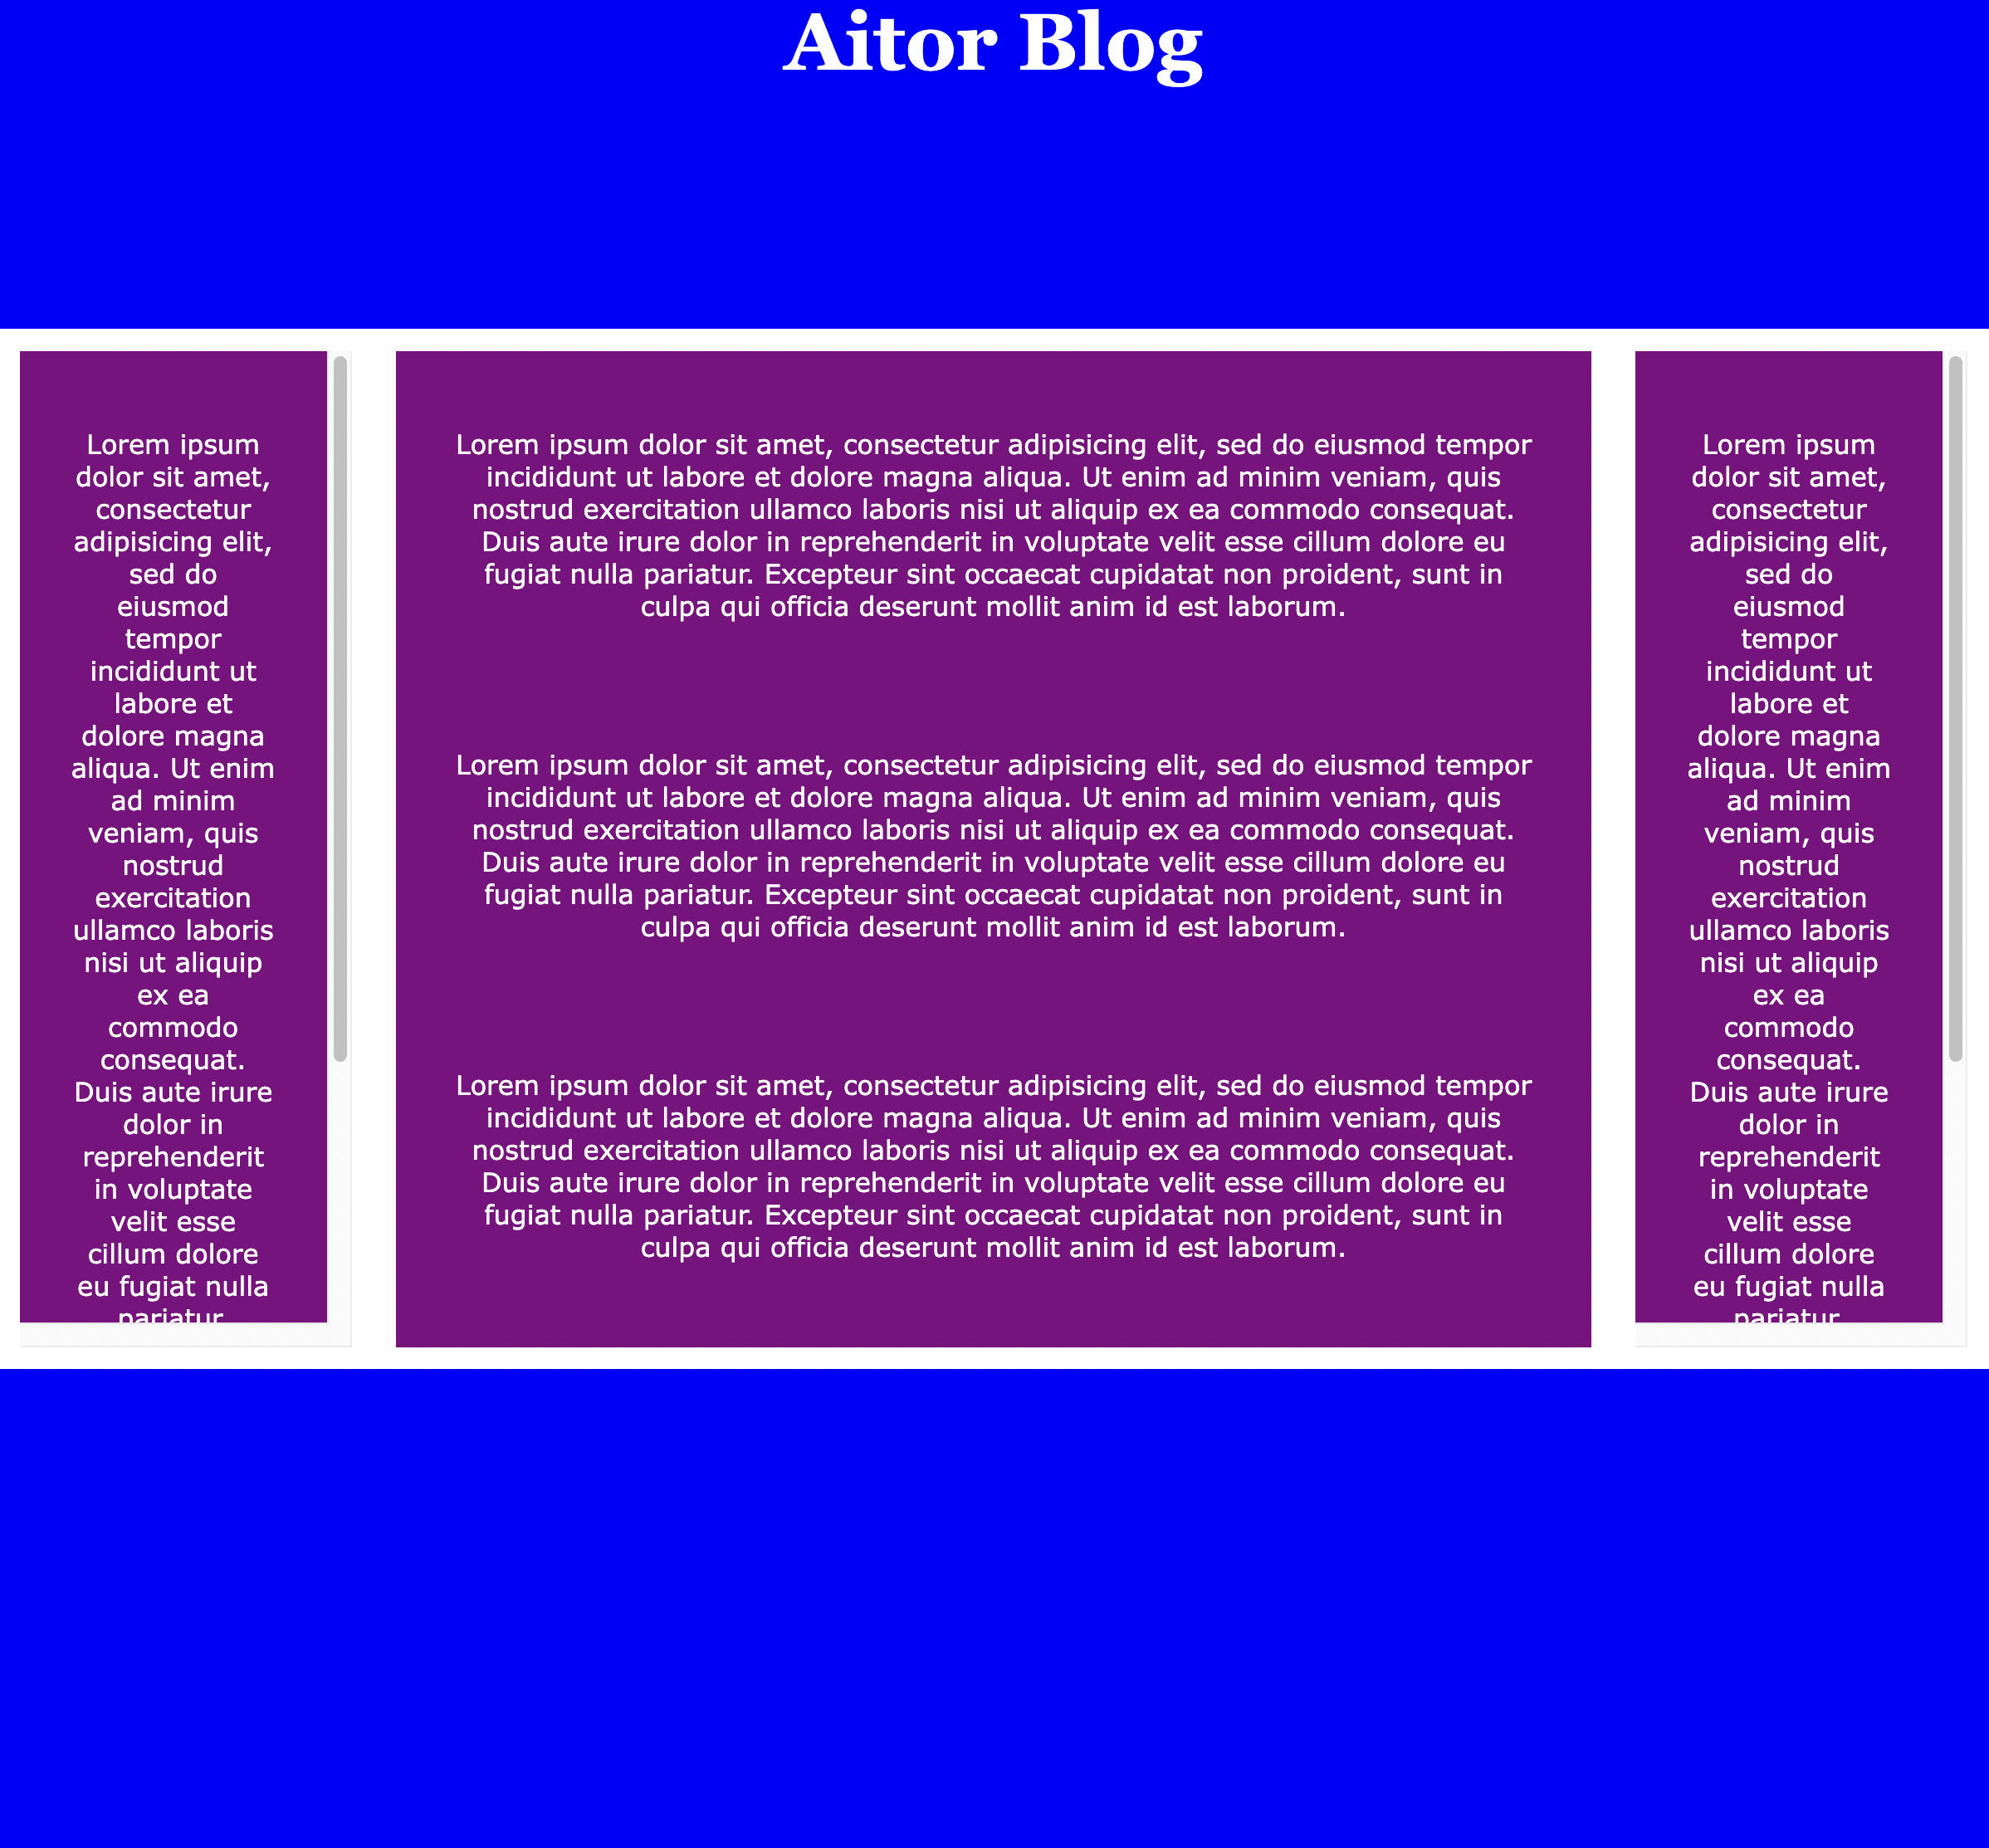 Aitor Blog
Lorem ipsum
dolor sit amet,
consectetur
adipisicing elit,
sed do
eiusmod
tempor
incididunt ut
labore et
dolore magna
aliqua. Ut enim
ad minim
veniam, quis
nostrud
exercitation
ullamco laboris
nisi ut aliquip
ex ea
commodo
consequat.
Duis aute irure
dolor in
reprehenderit
in voluptate
velit esse
cillum dolore
eu fugiat nulla
pariatur.
Lorem ipsum dolor sit amet, consectetur adipisicing elit, sed do eiusmod tempor
incididunt ut labore et dolore magna aliqua. Ut enim ad minim veniam, quis
nostrud exercitation ullamco laboris nisi ut aliquip ex ea commodo consequat.
Duis aute irure dolor in reprehenderit in voluptate velit esse cillum dolore eu
fugiat nulla pariatur. Excepteur sint occaecat cupidatat non proident, sunt in
culpa qui officia deserunt mollit anim id est laborum.
Lorem ipsum dolor sit amet, consectetur adipisicing elit, sed do eiusmod tempor
incididunt ut labore et dolore magna aliqua. Ut enim ad minim veniam, quis
nostrud exercitation ullamco laboris nisi ut aliquip ex ea commodo consequat.
Duis aute irure dolor in reprehenderit in voluptate velit esse cillum dolore eu
fugiat nulla pariatur. Excepteur sint occaecat cupidatat non proident, sunt in
culpa qui officia deserunt mollit anim id est laborum.
Lorem ipsum dolor sit amet, consectetur adipisicing elit, sed do eiusmod tempor
incididunt ut labore et dolore magna aliqua. Ut enim ad minim veniam, quis
nostrud exercitation ullamco laboris nisi ut aliquip ex ea commodo consequat.
Duis aute irure dolor in reprehenderit in voluptate velit esse cillum dolore eu
fugiat nulla pariatur. Excepteur sint occaecat cupidatat non proident, sunt in
culpa qui officia deserunt mollit anim id est laborum.
Lorem ipsum
dolor sit amet,
consectetur
adipisicing elit,
sed do
eiusmod
tempor
incididunt ut
labore et
dolore magna
aliqua. Ut enim
ad minim
veniam, quis
nostrud
exercitation
ullamco laboris
nisi ut aliquip
ex ea
commodo
consequat.
Duis aute irure
dolor in
reprehenderit
in voluptate
velit esse
cillum dolore
eu fugiat nulla
pariatur.